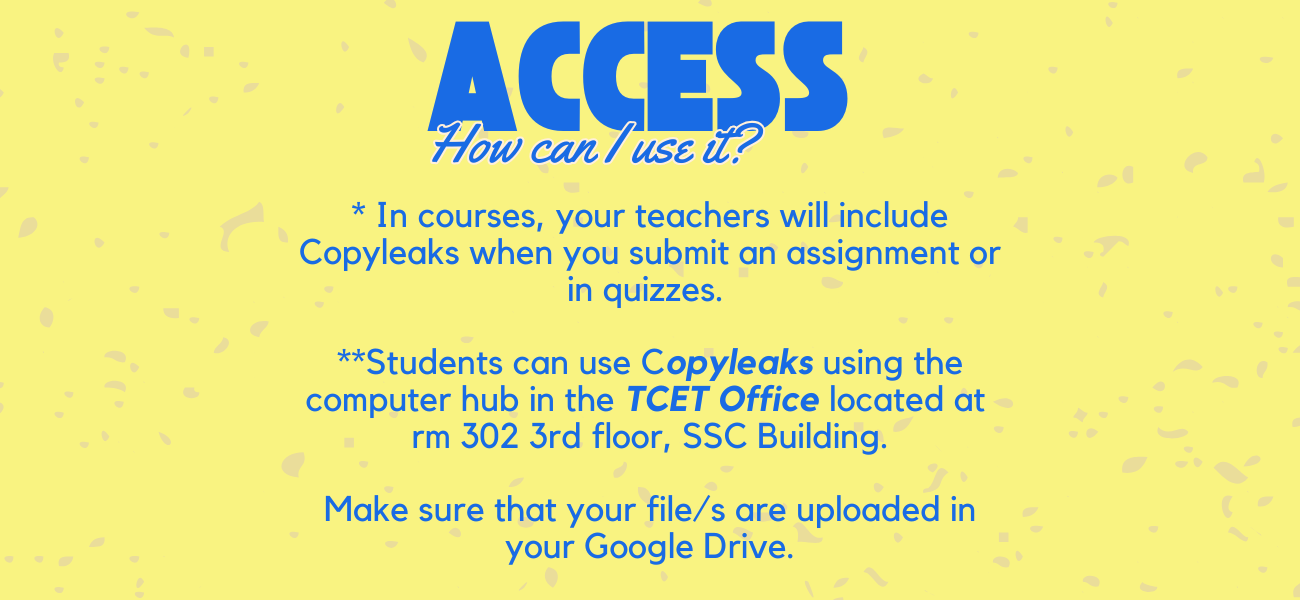 ACCESS
How can I use it?
* In courses, your teachers will include
Copyleaks when you submit an assignment or
in quizzes.
**Students can use Copyleaks using the
computer hub in the TCET Office located at
rm 302 3rd floor, SSC Building.
Make sure that your file/s are uploaded in
your Google Drive.